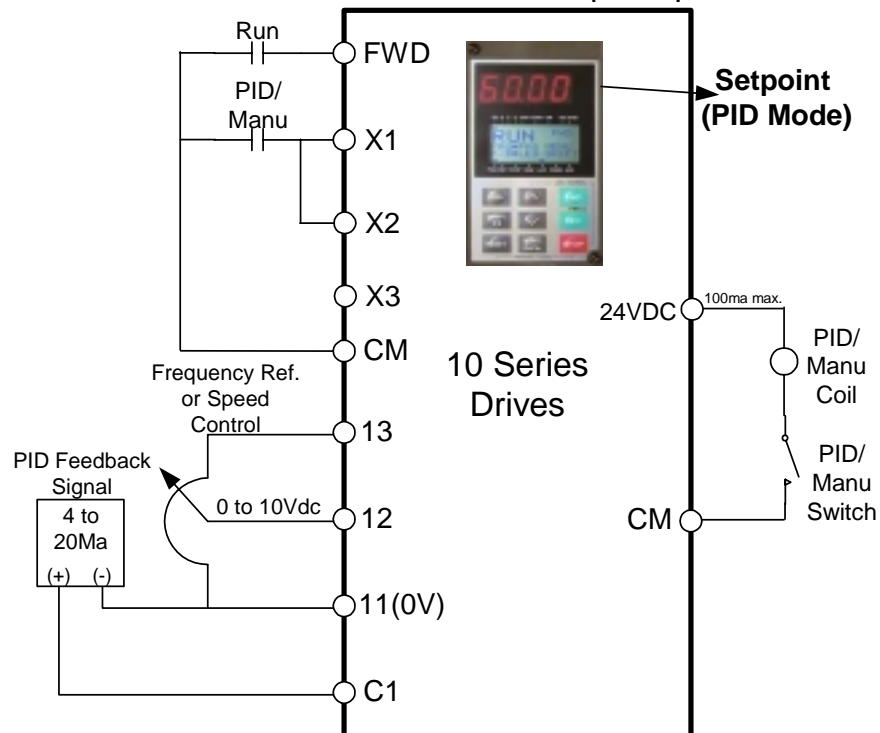 Run
FWD
PID/
Manu
X1
X2
X3
CM
Frequency Ref.
or Speed
Control
13
PID Feedback
Signal
4 to
20Ma
(+) (-)
0 to 10Vdc
12
11(0V)
C1
60.00
RUN
Setpoint
(PID Mode)
10 Series
Drives
24VDC
100ma max.
PID/
Manu
Coil
PID/
Manu
Switch
CM